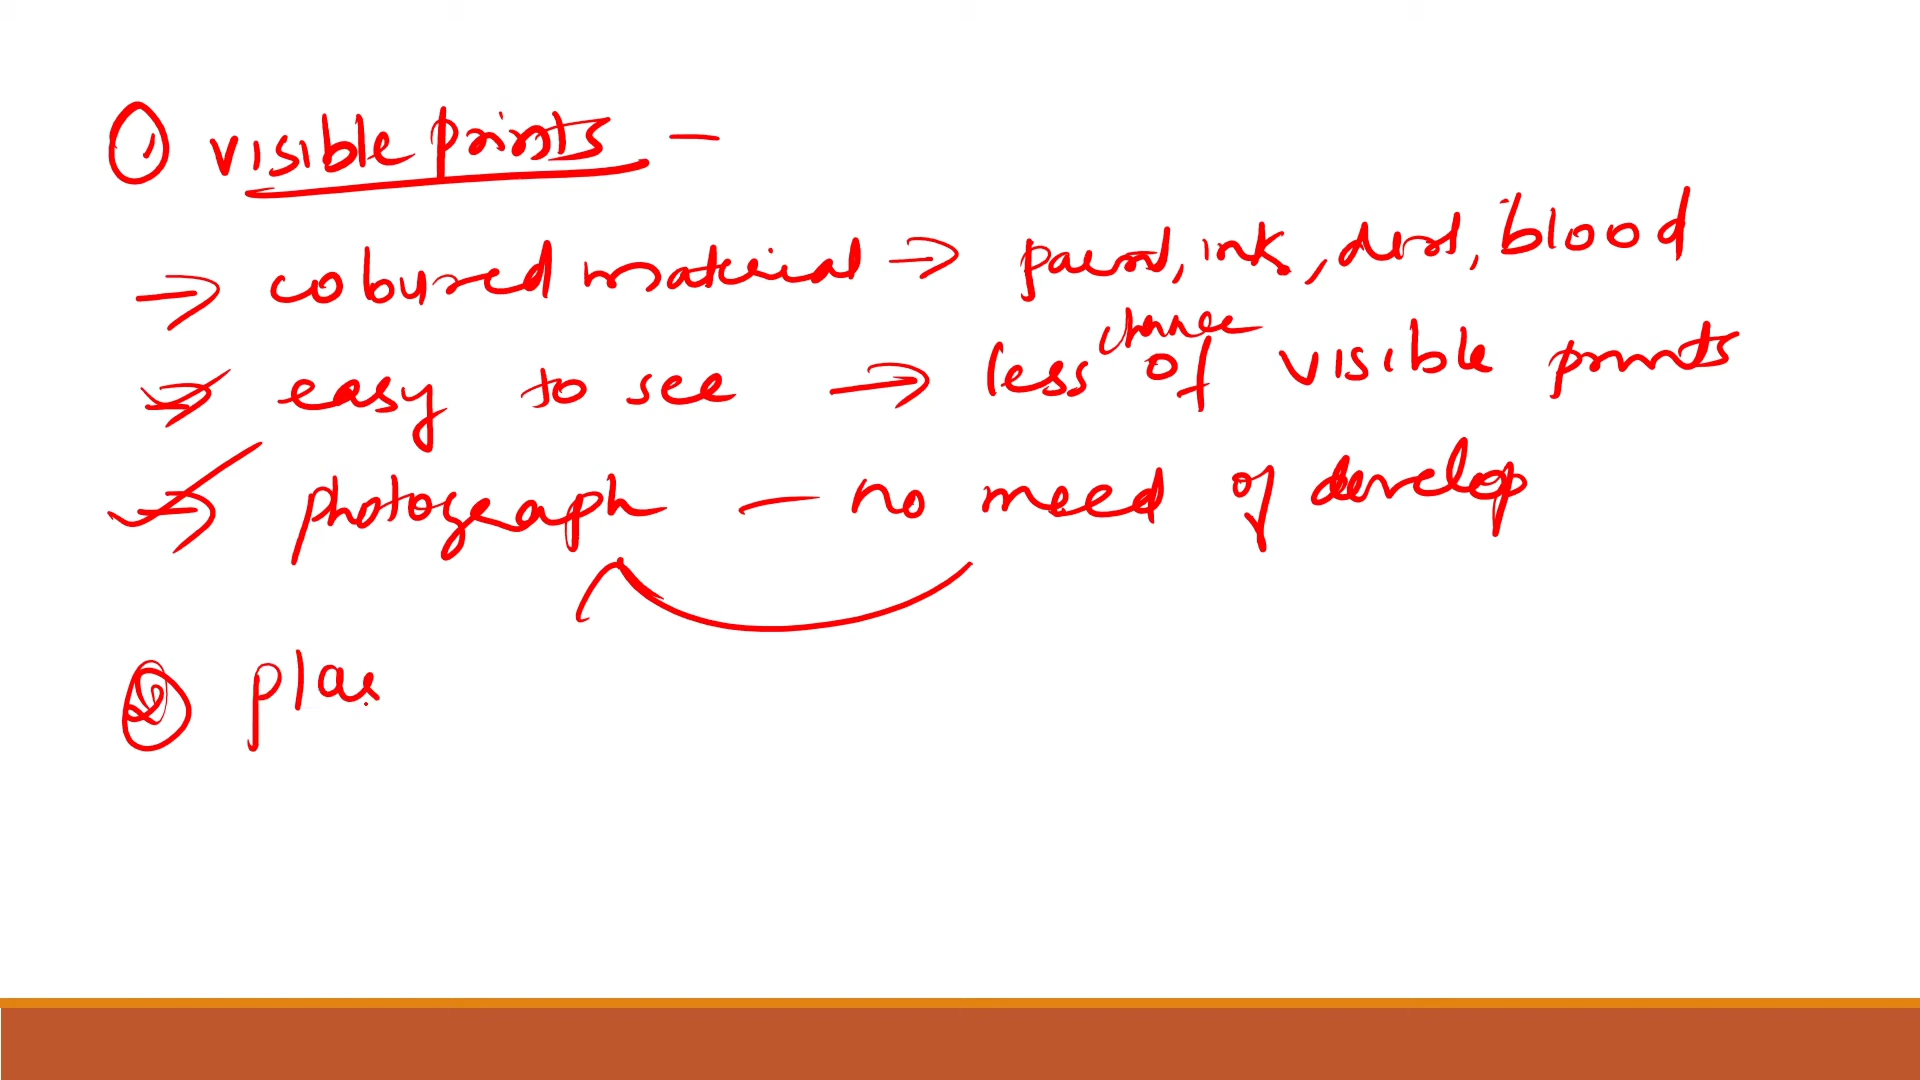 ① visible prints —
→ coloured material → paint, ink, dirt, blood
→ easy to see → less chance of visible prints
→ photograph — no need of develop
② plas